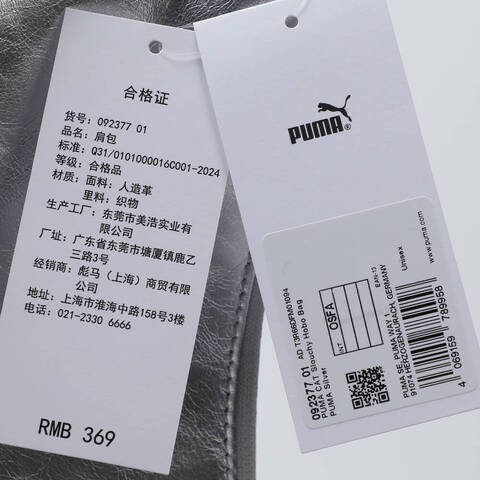 合格证
货号: 092377 01
品名: 肩包
标准: Q31/0101000016C001-2024
等级: 合格品
材质: 面料: 人造革
里料: 织物
生产工厂: 东莞市美浩实业有
限公司
厂址: 广东省东莞市塘厦镇鹿乙
三路3号
经销商: 彪马（上海）商贸有限
公司
地址: 上海市淮海中路158号3楼
电话: 021-2330 6666
RMB 369
PUMA
092377 01 AD T3R66DFM01094
PUMA CAT Slouchy Hobo Bag
PUMA Silver
INT OSFA
EAN-13
Unisex
PUMA SE, PUMA WAY 1
91074 HERZOGENAURACH, GERMANY
www.puma.com
4 069159 789958